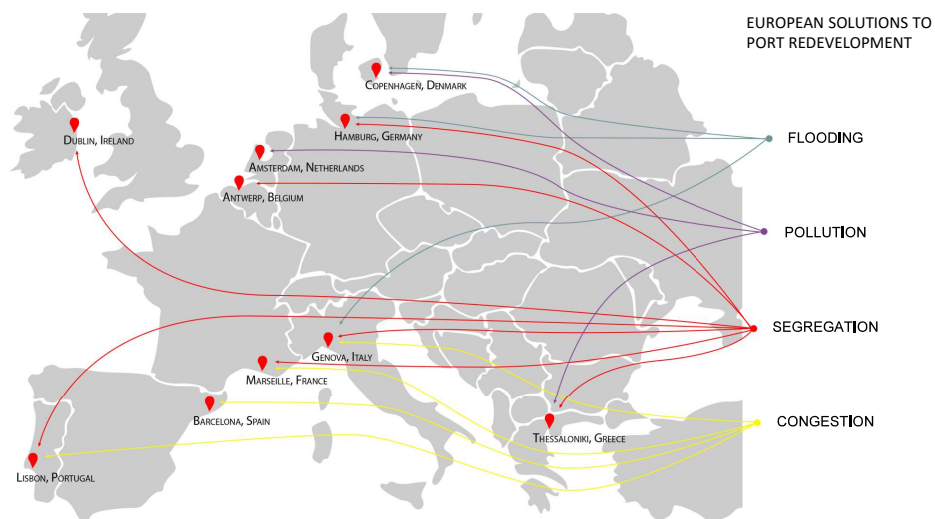 EUROPEAN SOLUTIONS TO
PORT REDEVELOPMENT
COPENHAGEN, DENMARK
DUBLIN, IRELAND
HAMBURG, GERMANY
FLOODING
AMSTERDAM, NETHERLANDS
ANTWERP, BELGIUM
POLLUTION
SEGREGATION
GENOVA, ITALY
MARSEILLE, FRANCE
BARCELONA, SPAIN
CONGESTION
THESSALONIKI, GREECE
LISBON, PORTUGAL